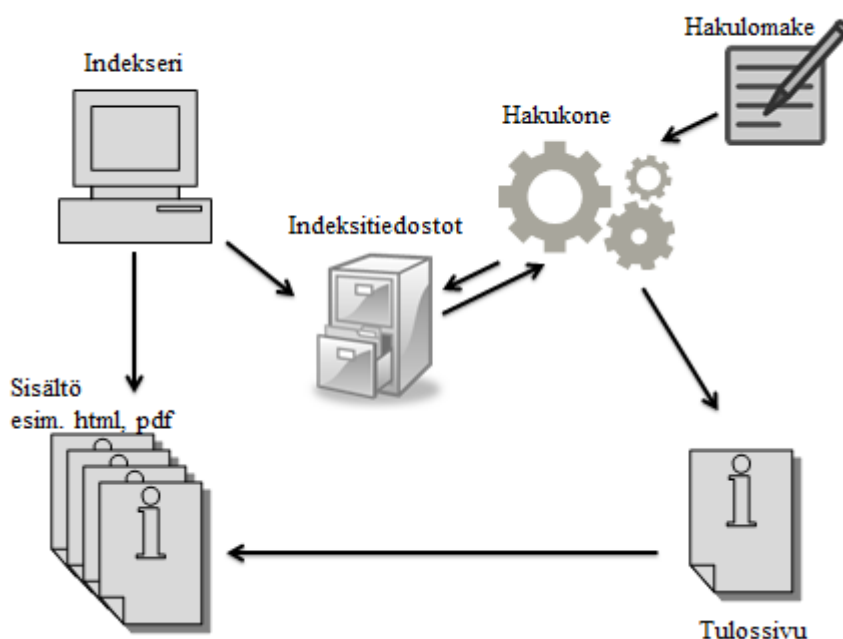 Hakulomake
Indekseri
Hakukone
Indeksitiedostot
Sisältö
esim. html, pdf
Tulossivu